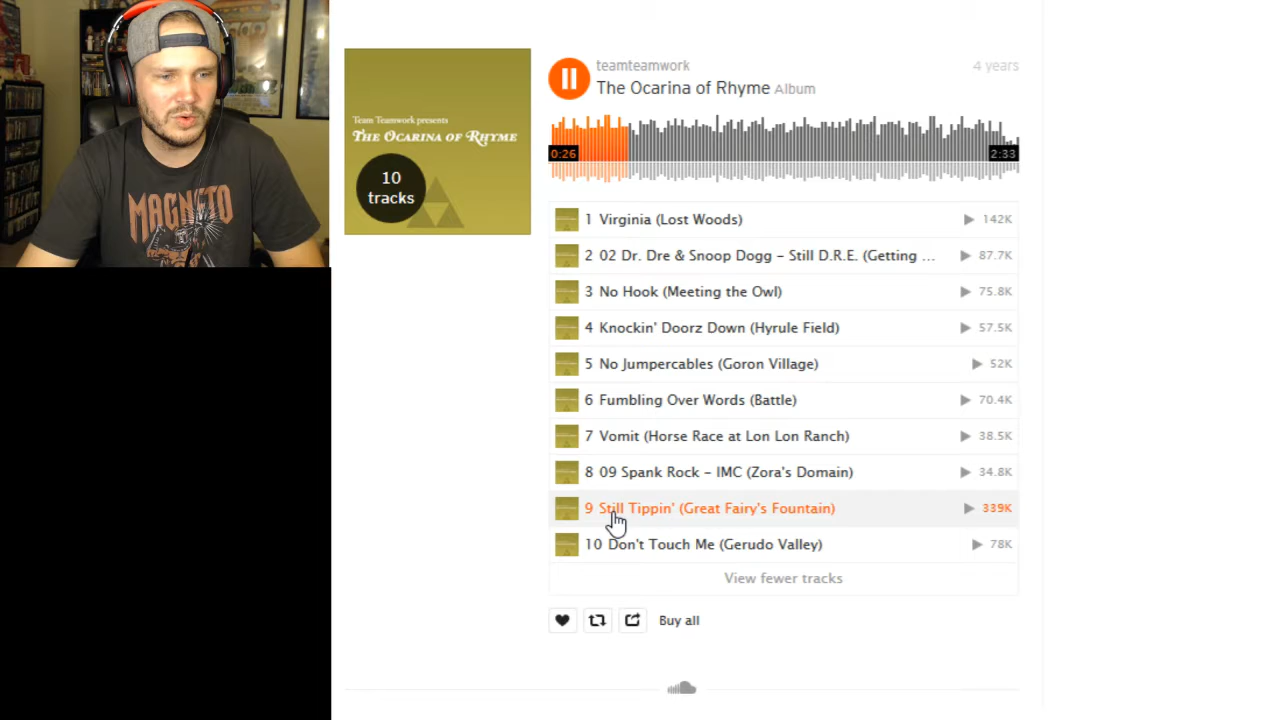 MAGNETO
Team Teamwork presents
THE OCARINA OF RHYME
10
tracks
teamteamwork
4 years
The Ocarina of Rhyme Album
0:26
2:33
1 Virginia (Lost Woods) 142K
2 02 Dr. Dre & Snoop Dogg – Still D.R.E. (Getting ... 87.7K
3 No Hook (Meeting the Owl) 75.8K
4 Knockin' Doorz Down (Hyrule Field) 57.5K
5 No Jumpercables (Goron Village) 52K
6 Fumbling Over Words (Battle) 70.4K
7 Vomit (Horse Race at Lon Lon Ranch) 38.5K
8 09 Spank Rock – IMC (Zora's Domain) 34.8K
9 Still Tippin' (Great Fairy's Fountain) 339K
10 Don't Touch Me (Gerudo Valley) 78K
View fewer tracks
Buy all